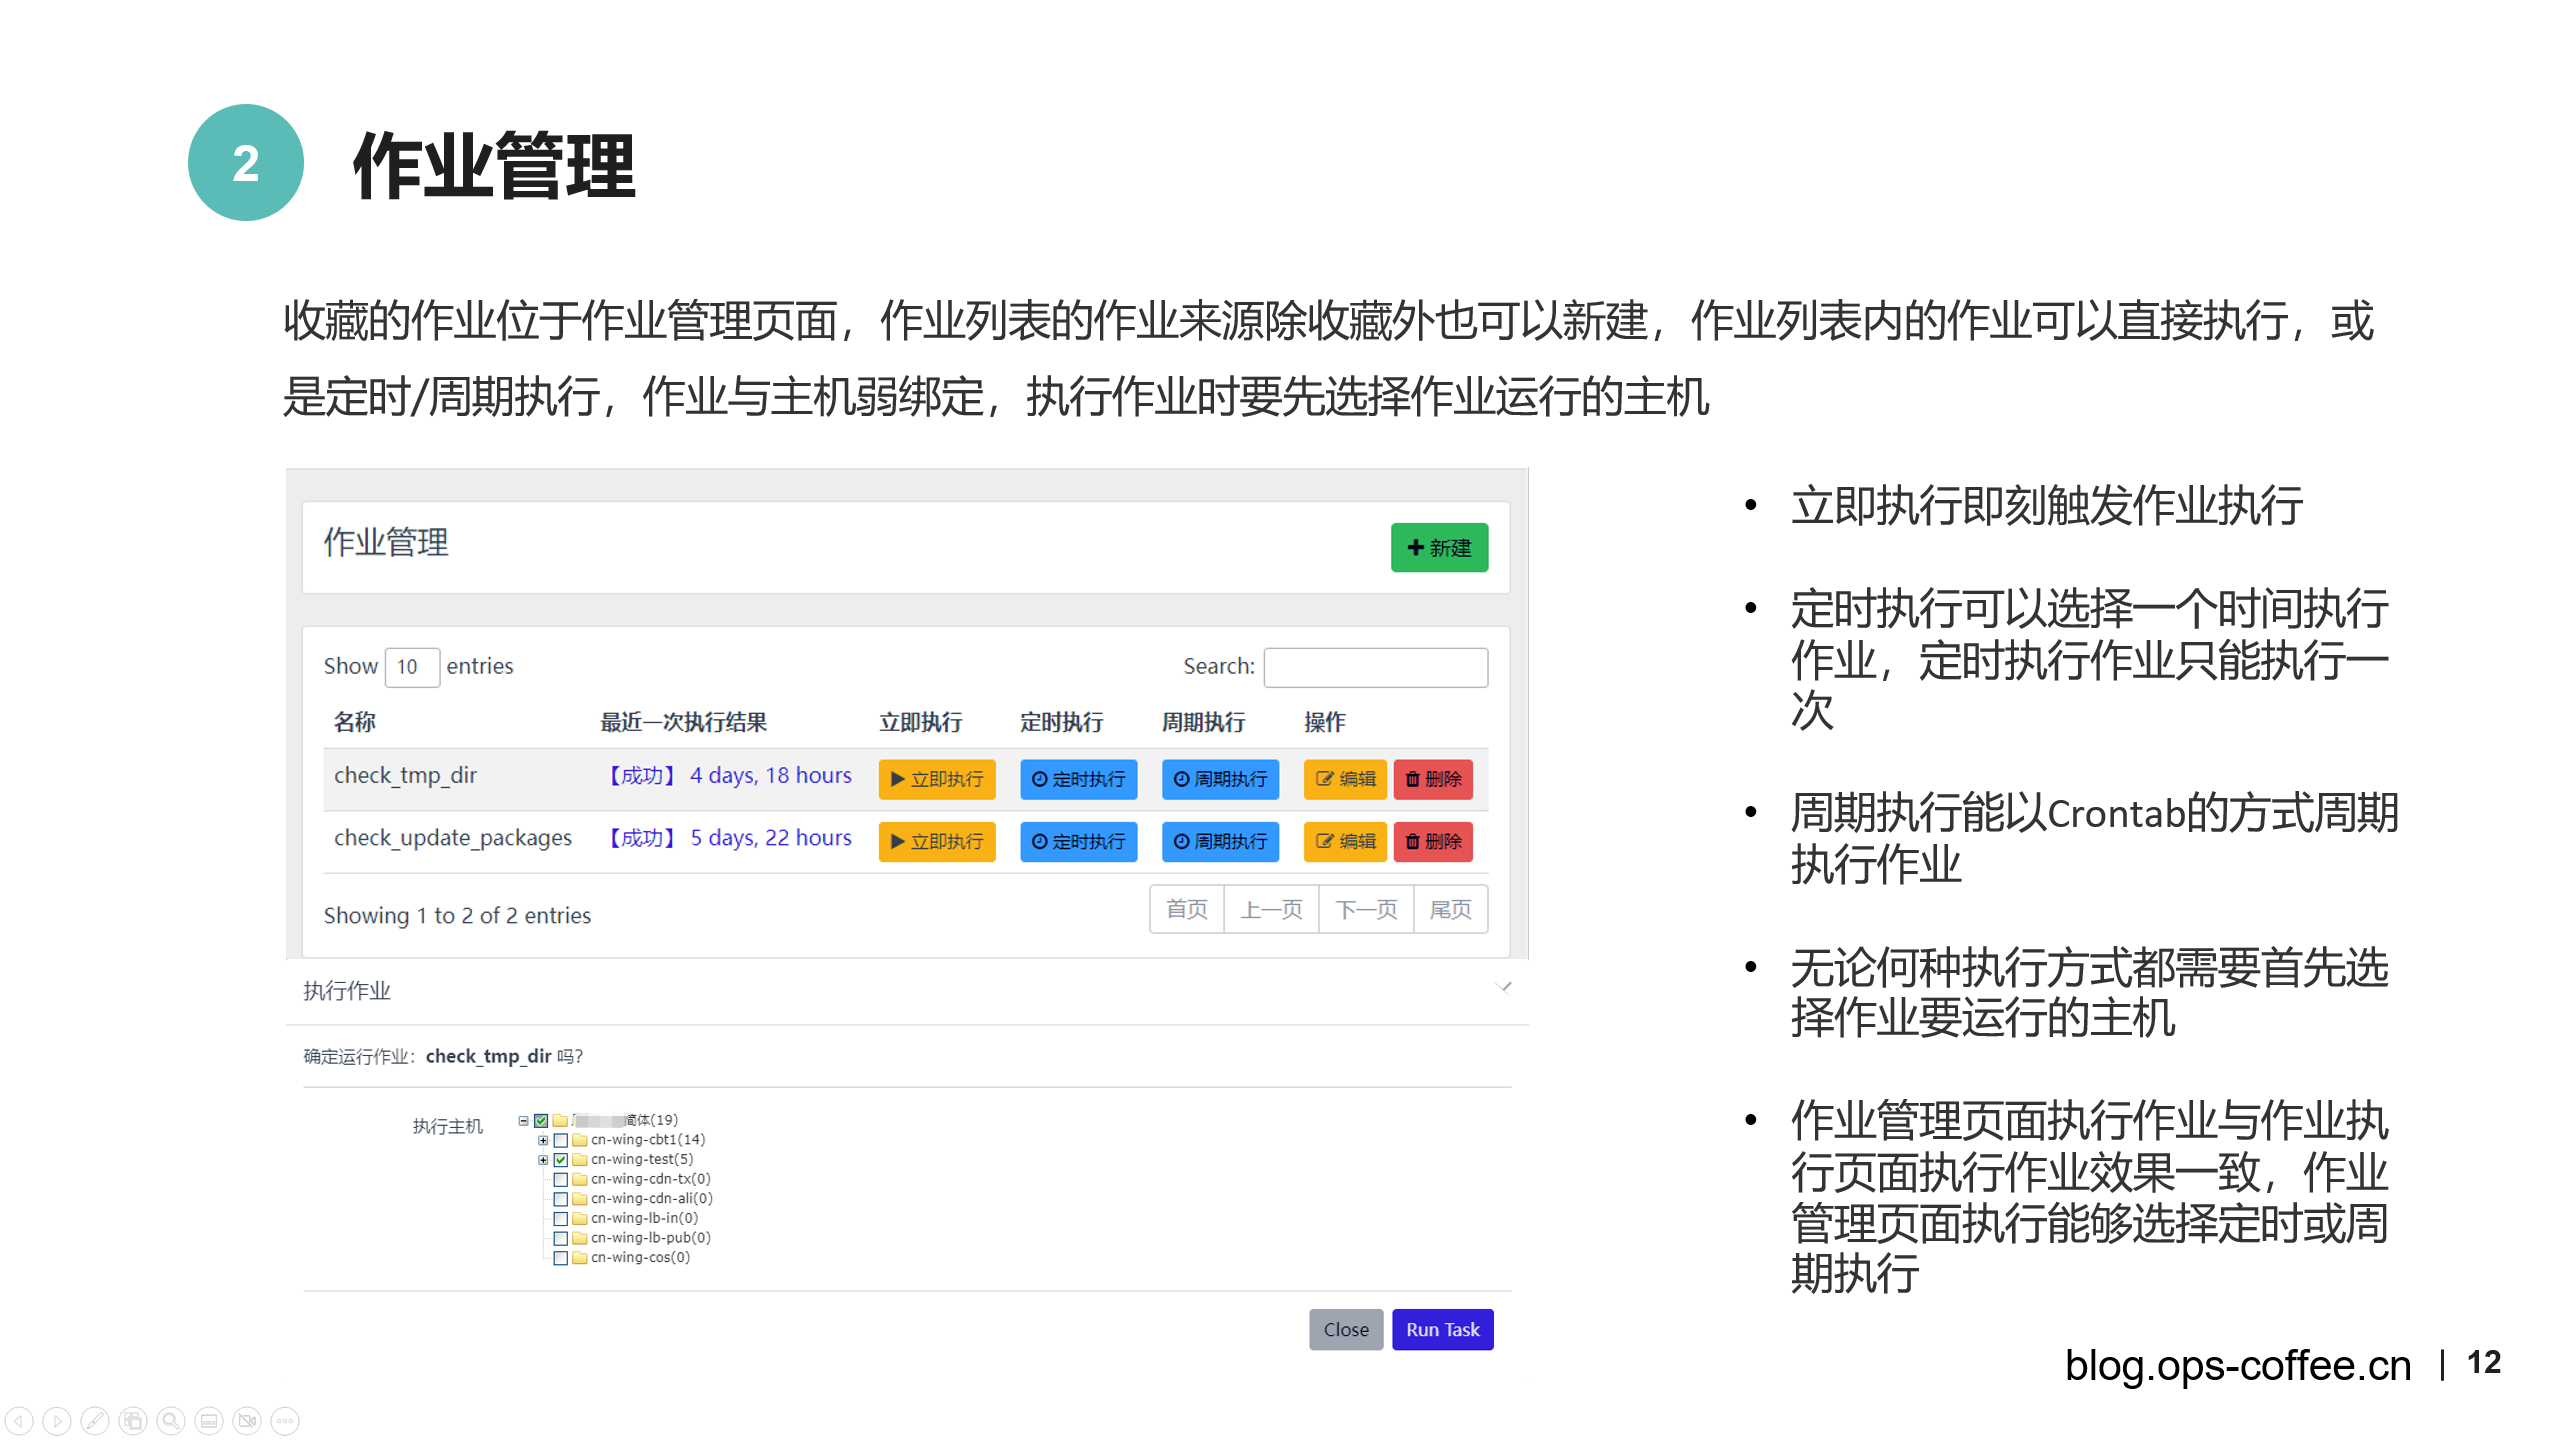 2
作业管理
收藏的作业位于作业管理页面，作业列表的作业来源除收藏外也可以新建，作业列表内的作业可以直接执行，或
是定时/周期执行，作业与主机弱绑定，执行作业时要先选择作业运行的主机
作业管理
新建
Show 10 entries
Search:
名称 最近一次执行结果 立即执行 定时执行 周期执行 操作
check_tmp_dir 【成功】 4 days, 18 hours 立即执行 定时执行 周期执行 编辑 删除
check_update_packages 【成功】 5 days, 22 hours 立即执行 定时执行 周期执行 编辑 删除
Showing 1 to 2 of 2 entries
首页 上一页 下一页 尾页
执行作业
确定运行作业：check_tmp_dir 吗？
执行主机
简体(19)
cn-wing-cbt1(14)
cn-wing-test(5)
cn-wing-cdn-tx(0)
cn-wing-cdn-ali(0)
cn-wing-lb-in(0)
cn-wing-lb-pub(0)
cn-wing-cos(0)
Close Run Task
• 立即执行即刻触发作业执行
• 定时执行可以选择一个时间执行
作业，定时执行作业只能执行一
次
• 周期执行能以Crontab的方式周期
执行作业
• 无论何种执行方式都需要首先选
择作业要运行的主机
• 作业管理页面执行作业与作业执
行页面执行作业效果一致，作业
管理页面执行能够选择定时或周
期执行
blog.ops-coffee.cn | 12